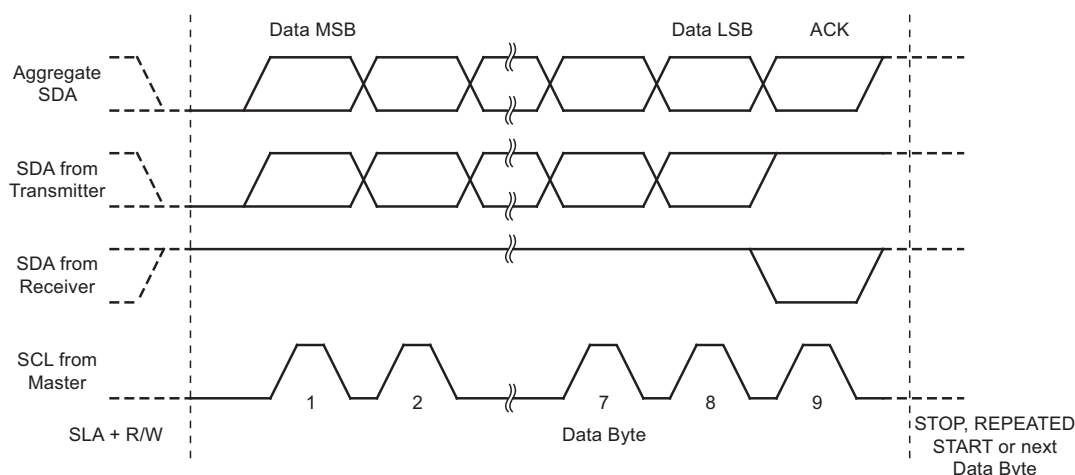 Data MSB
Data LSB
ACK
Aggregate
SDA
SDA from
Transmitter
SDA from
Receiver
SCL from
Master
1
2
7
8
9
SLA + R/W
Data Byte
STOP, REPEATED
START or next
Data Byte